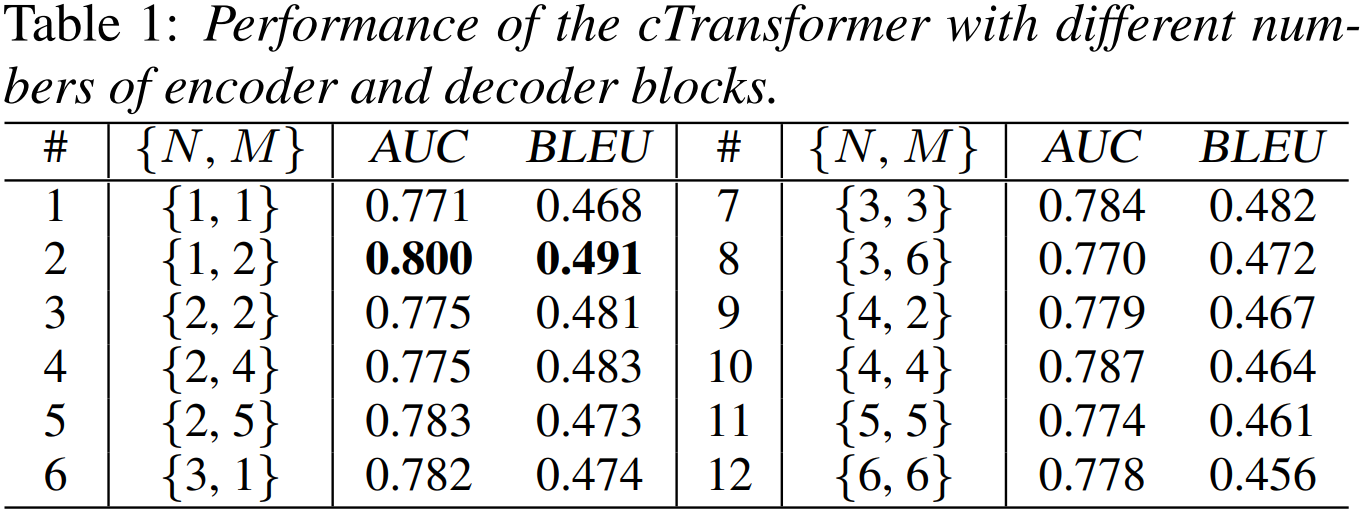 Table 1: Performance of the cTransformer with different num-
bers of encoder and decoder blocks.
# {N, M} AUC BLEU # {N, M} AUC BLEU
1 {1, 1} 0.771 0.468 7 {3, 3} 0.784 0.482
2 {1, 2} 0.800 0.491 8 {3, 6} 0.770 0.472
3 {2, 2} 0.775 0.481 9 {4, 2} 0.779 0.467
4 {2, 4} 0.775 0.483 10 {4, 4} 0.787 0.464
5 {2, 5} 0.783 0.473 11 {5, 5} 0.774 0.461
6 {3, 1} 0.782 0.474 12 {6, 6} 0.778 0.456